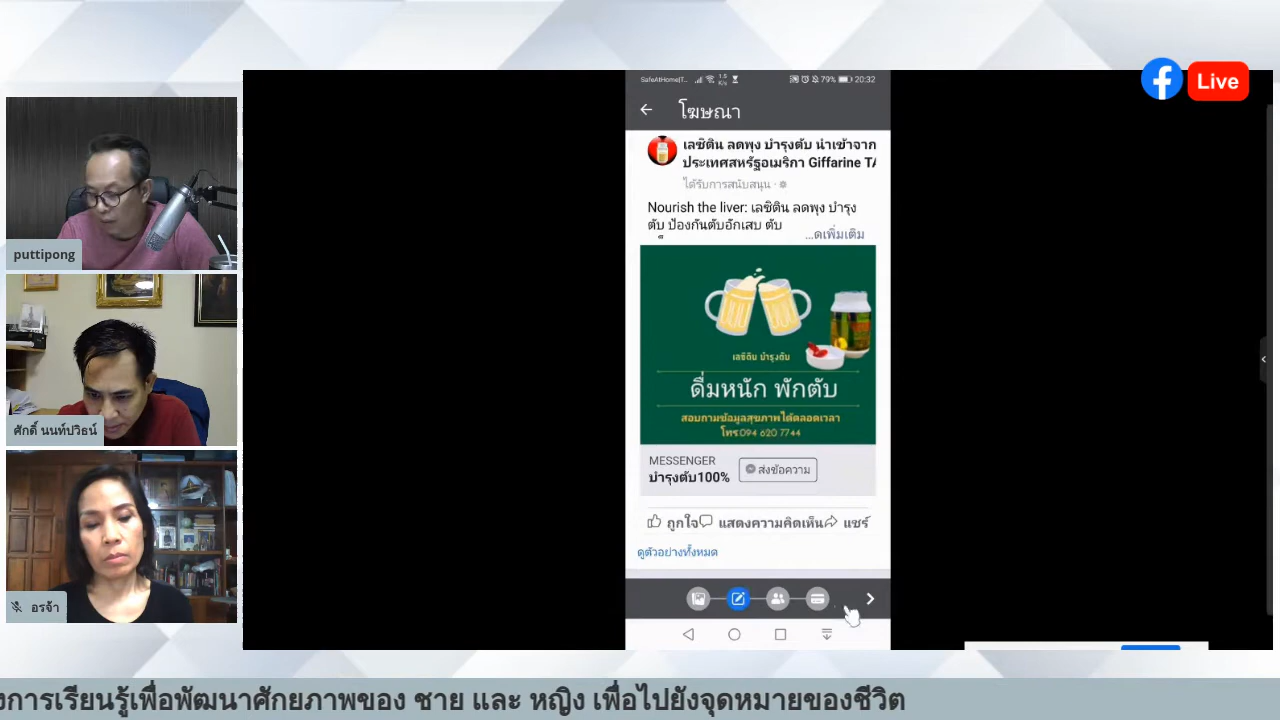 Live
puttipong
ศักดิ์ นนท์ปวิธน์
อรจ้า
SafeAtHome|T..
1.5 K/s
79%
20:32
โฆษณา
เลซิติน ลดพุง บำรุงตับ นำเข้าจาก
ประเทศสหรัฐอเมริกา Giffarine TA
ได้รับการสนับสนุน ·
Nourish the liver: เลซิติน ลดพุง บำรุง
ตับ ป้องกันตับอักเสบ ตับ
...ดูเพิ่มเติม
เลซิติน บำรุงตับ
ดื่มหนัก พักตับ
สอบถามข้อมูลสุขภาพได้ตลอดเวลา
โทร.094 620 7744
MESSENGER
บำรุงตับ100%
ส่งข้อความ
ถูกใจ
แสดงความคิดเห็น
แชร์
ดูตัวอย่างทั้งหมด
งการเรียนรู้เพื่อพัฒนาศักยภาพของ ชาย และ หญิง เพื่อไปยังจุดหมายของชีวิต